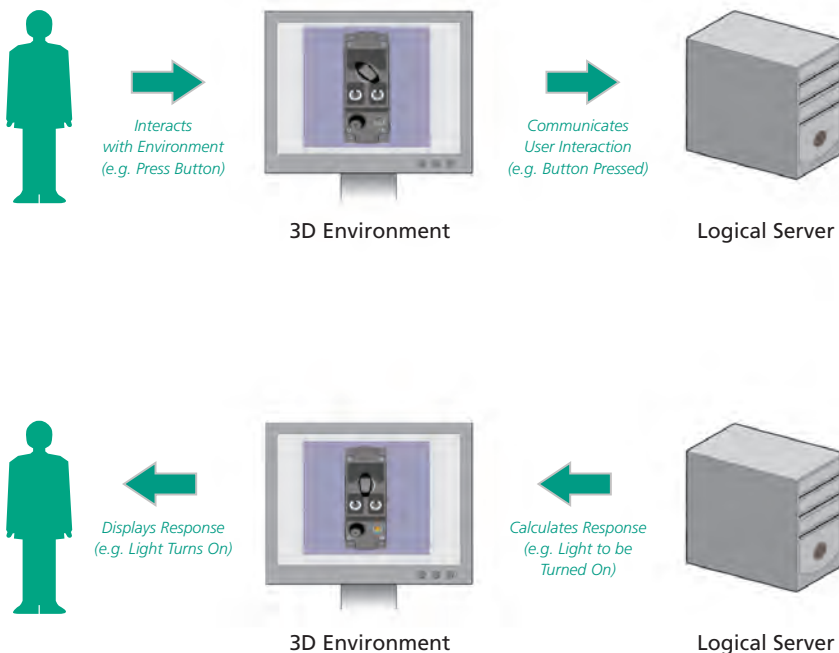 Interacts
with Environment
(e.g. Press Button)
Communicates
User Interaction
(e.g. Button Pressed)
3D Environment
Logical Server
Displays Response
(e.g. Light Turns On)
Calculates Response
(e.g. Light to be
Turned On)
3D Environment
Logical Server